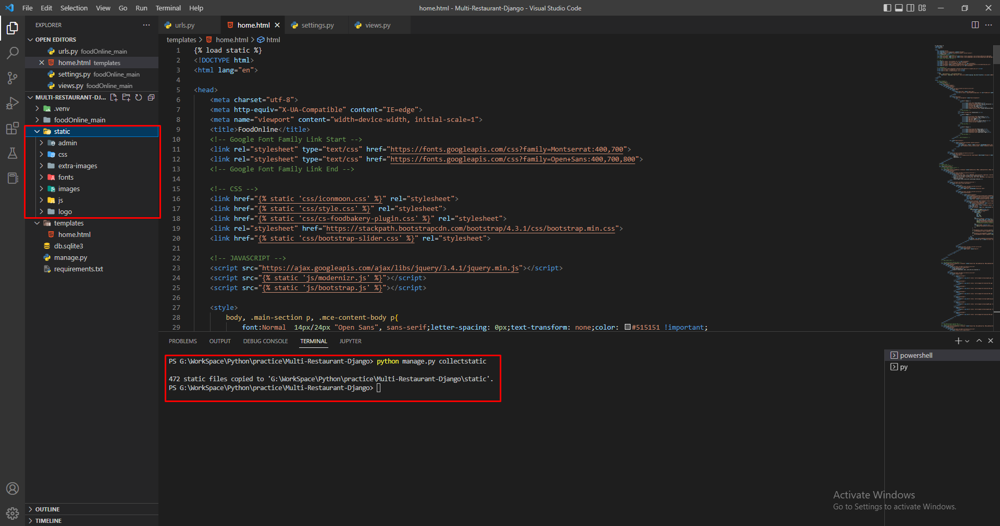 File Edit Selection View Go Run Terminal Help
home.html - Multi-Restaurant-Django - Visual Studio Code
EXPLORER
OPEN EDITORS
urls.py foodOnline_main
home.html templates
settings.py foodOnline_main
views.py foodOnline_main
MULTI-RESTAURANT-DJ...
.venv
foodOnline_main
static
admin
css
extra-images
fonts
images
js
logo
templates
home.html
db.sqlite3
manage.py
requirements.txt
OUTLINE
TIMELINE
urls.py home.html settings.py views.py
templates > home.html > html
1 {% load static %}
2 <!DOCTYPE html>
3 <html lang="en">
4
5 <head>
6 <meta charset="utf-8">
7 <meta http-equiv="X-UA-Compatible" content="IE=edge">
8 <meta name="viewport" content="width=device-width, initial-scale=1">
9 <title>FoodOnline</title>
10 <!-- Google Font Family Link Start -->
11 <link rel="stylesheet" type="text/css" href="https://fonts.googleapis.com/css?family=Montserrat:400,700">
12 <link rel="stylesheet" type="text/css" href="https://fonts.googleapis.com/css?family=Open+Sans:400,700,800">
13 <!-- Google Font Family Link End -->
14
15 <!-- CSS -->
16 <link href="{% static 'css/iconmoon.css' %}" rel="stylesheet">
17 <link href="{% static 'css/style.css' %}" rel="stylesheet">
18 <link href="{% static 'css/cs-foodbakery-plugin.css' %}" rel="stylesheet">
19 <link rel="stylesheet" href="https://stackpath.bootstrapcdn.com/bootstrap/4.3.1/css/bootstrap.min.css">
20 <link href="{% static 'css/bootstrap-slider.css' %}" rel="stylesheet">
21
22 <!-- JAVASCRIPT -->
23 <script src="https://ajax.googleapis.com/ajax/libs/jquery/3.4.1/jquery.min.js"></script>
24 <script src="{% static 'js/modernizr.js' %}"></script>
25 <script src="{% static 'js/bootstrap.js' %}"></script>
26
27 <style>
28 body, .main-section p, .mce-content-body p{
29 font:Normal 14px/24px "Open Sans", sans-serif;letter-spacing: 0px;text-transform: none;color: #515151 !important;
PROBLEMS OUTPUT DEBUG CONSOLE TERMINAL JUPYTER
PS G:\WorkSpace\Python\practice\Multi-Restaurant-Django> python manage.py collectstatic
472 static files copied to 'G:\WorkSpace\Python\practice\Multi-Restaurant-Django\static'.
PS G:\WorkSpace\Python\practice\Multi-Restaurant-Django>
powershell
py
Activate Windows
Go to Settings to activate Windows.